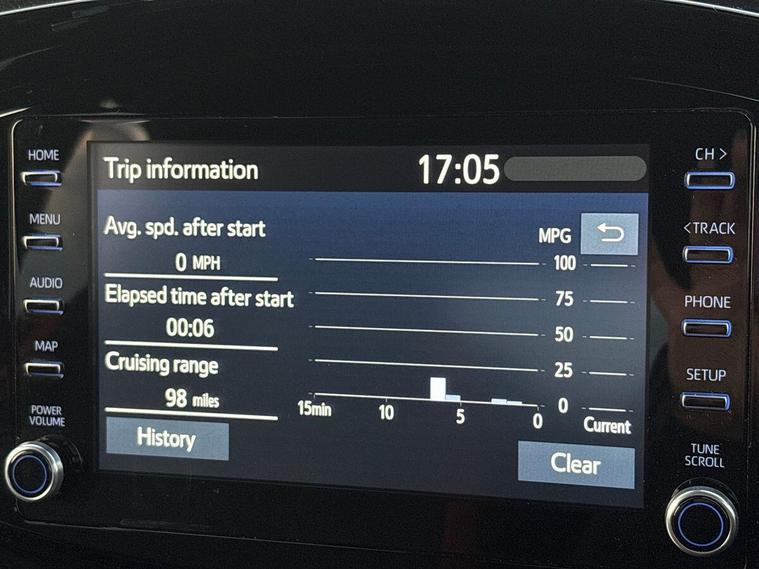 HOME
MENU
AUDIO
MAP
POWER
VOLUME
Trip information
17:05
Avg. spd. after start
0 MPH
Elapsed time after start
00:06
Cruising range
98 miles
History
MPG
100
75
50
25
0
15min 10 5 0 Current
Clear
CH >
< TRACK
PHONE
SETUP
TUNE
SCROLL